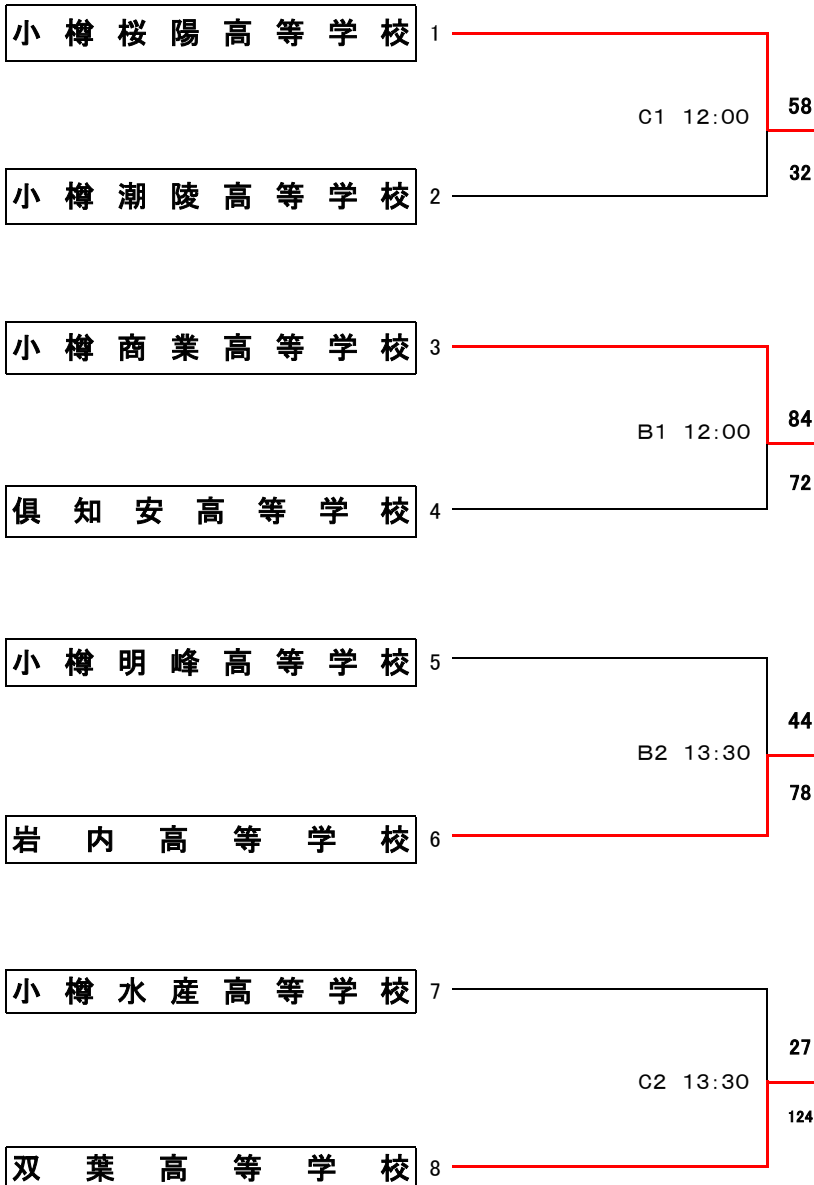 小樽桜陽高等学校 1
C1 12:00 58
32
小樽潮陵高等学校 2
小樽商業高等学校 3
B1 12:00 84
72
倶知安高等学校 4
小樽明峰高等学校 5
B2 13:30 44
78
岩内高等学校 6
小樽水産高等学校 7
C2 13:30 27
124
双葉高等学校 8